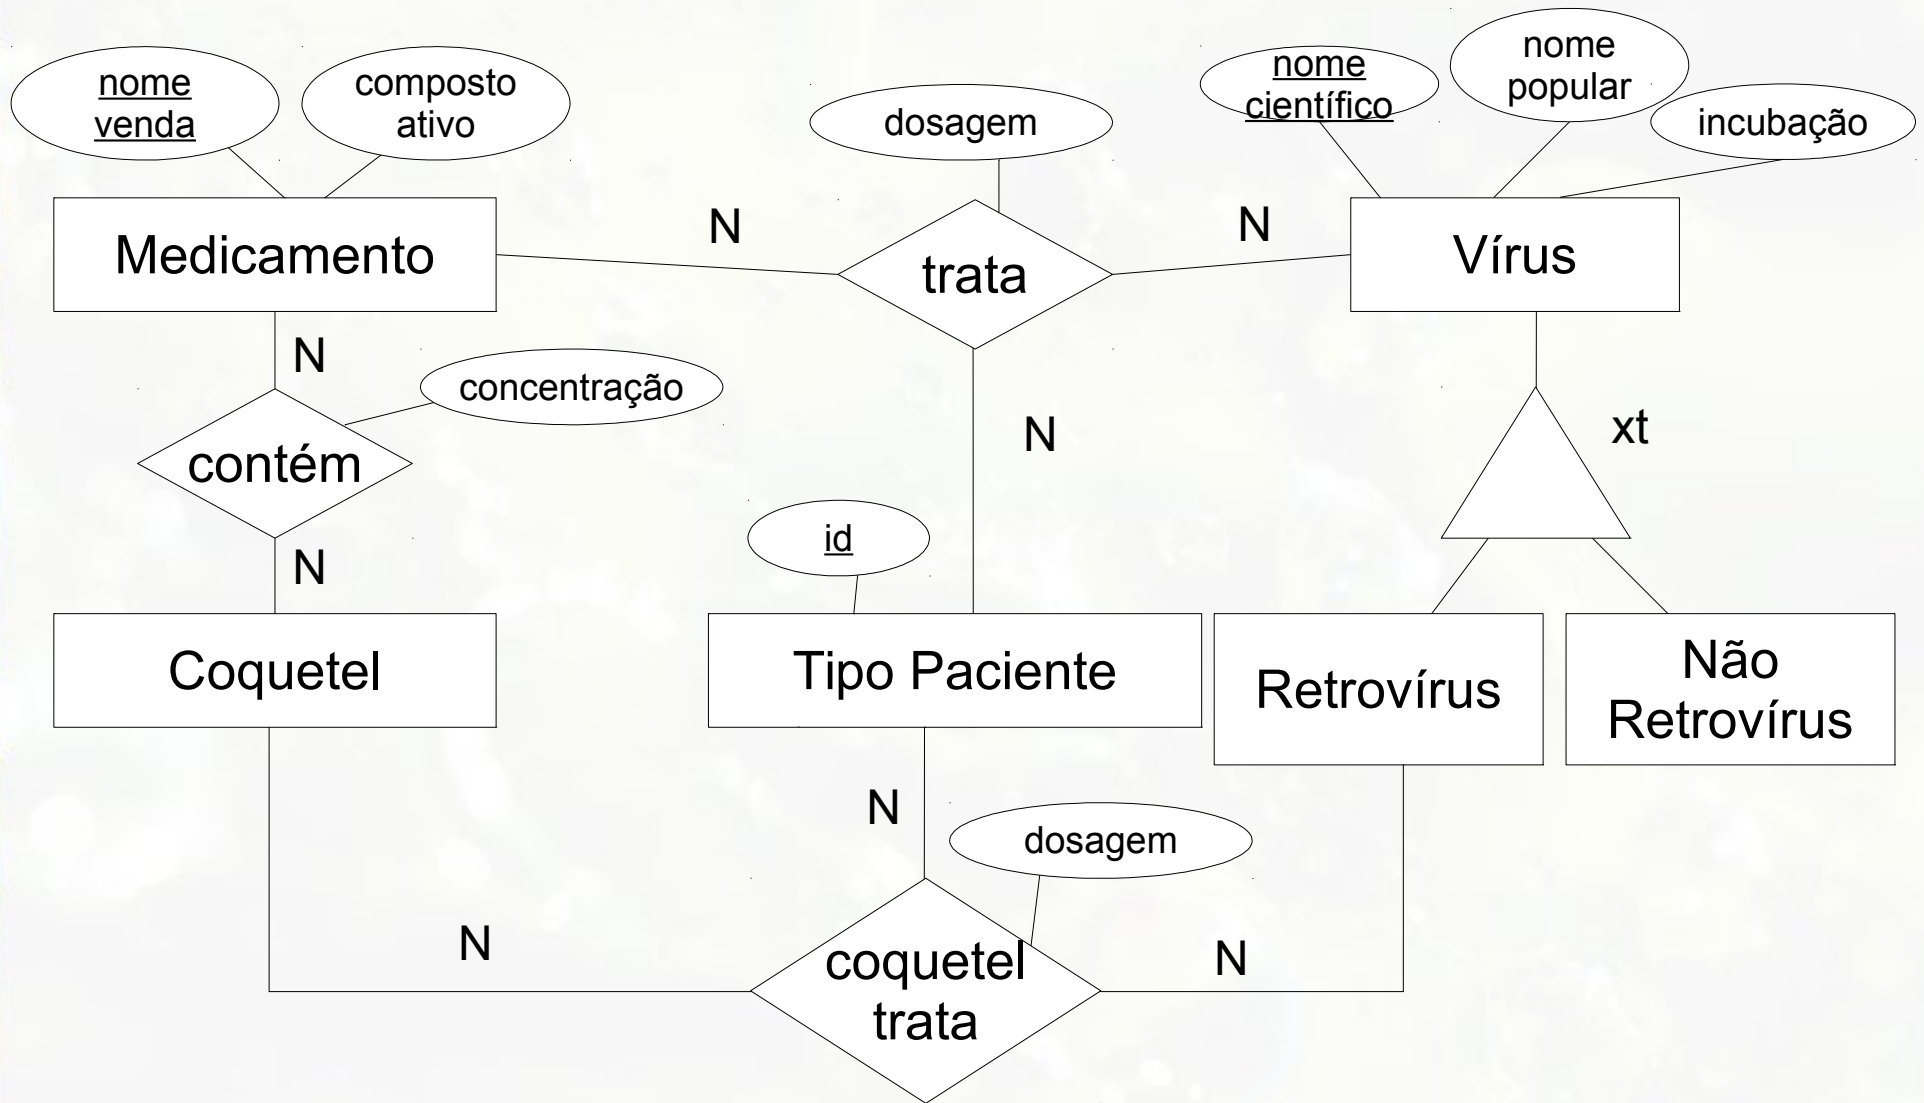 nome
venda
composto
ativo
dosagem
nome
científico
nome
popular
incubação
Medicamento
N
trata
N
Vírus
N
concentração
contém
N
xt
N
id
Coquetel
Tipo Paciente
Retrovírus
Não
Retrovírus
N
dosagem
N
coquetel
trata
N